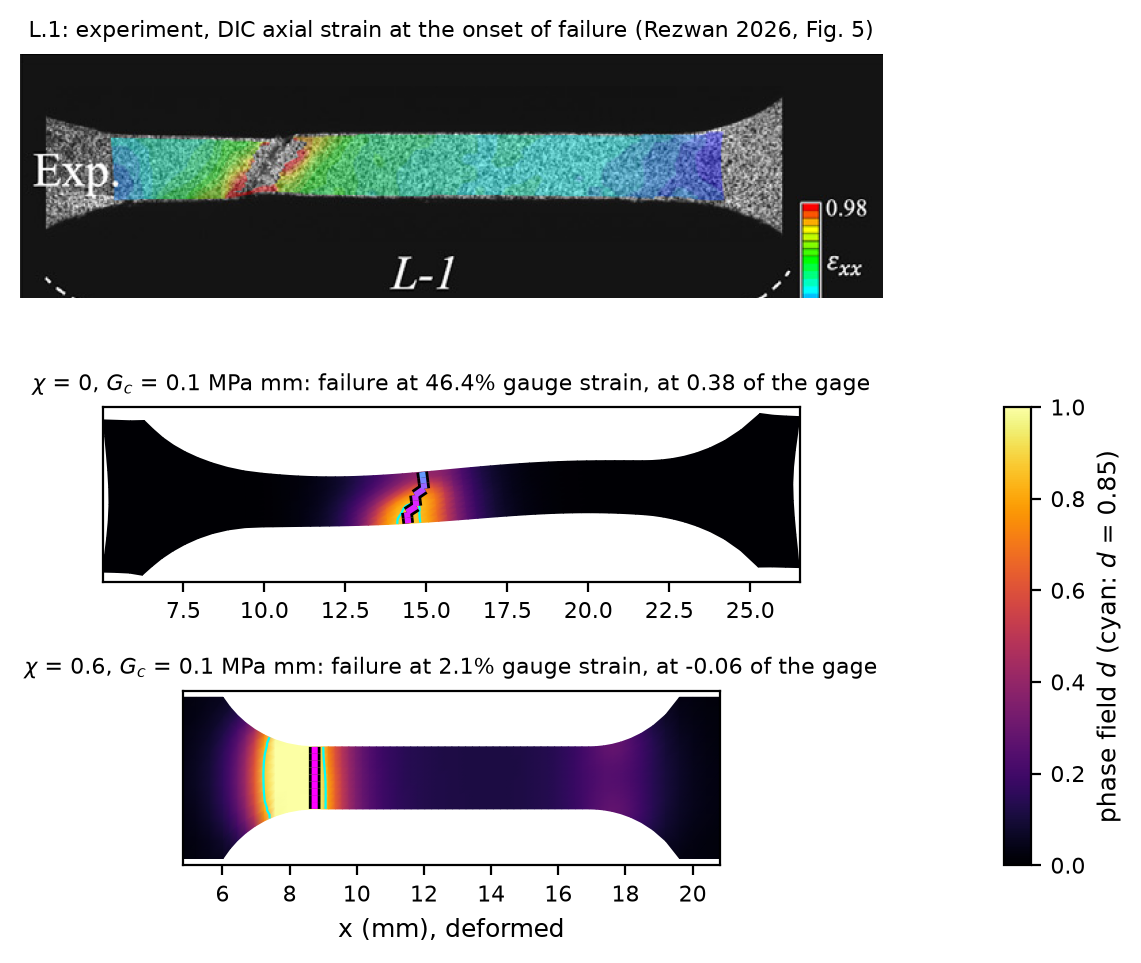 L.1: experiment, DIC axial strain at the onset of failure (Rezwan 2026, Fig. 5)
Exp.
0.98
εxx
L-1
χ = 0, Gc = 0.1 MPa mm: failure at 46.4% gauge strain, at 0.38 of the gage
7.5 10.0 12.5 15.0 17.5 20.0 22.5 25.0
χ = 0.6, Gc = 0.1 MPa mm: failure at 2.1% gauge strain, at -0.06 of the gage
6 8 10 12 14 16 18 20
x (mm), deformed
1.0
0.8
0.6
0.4
0.2
0.0
phase field d (cyan: d = 0.85)